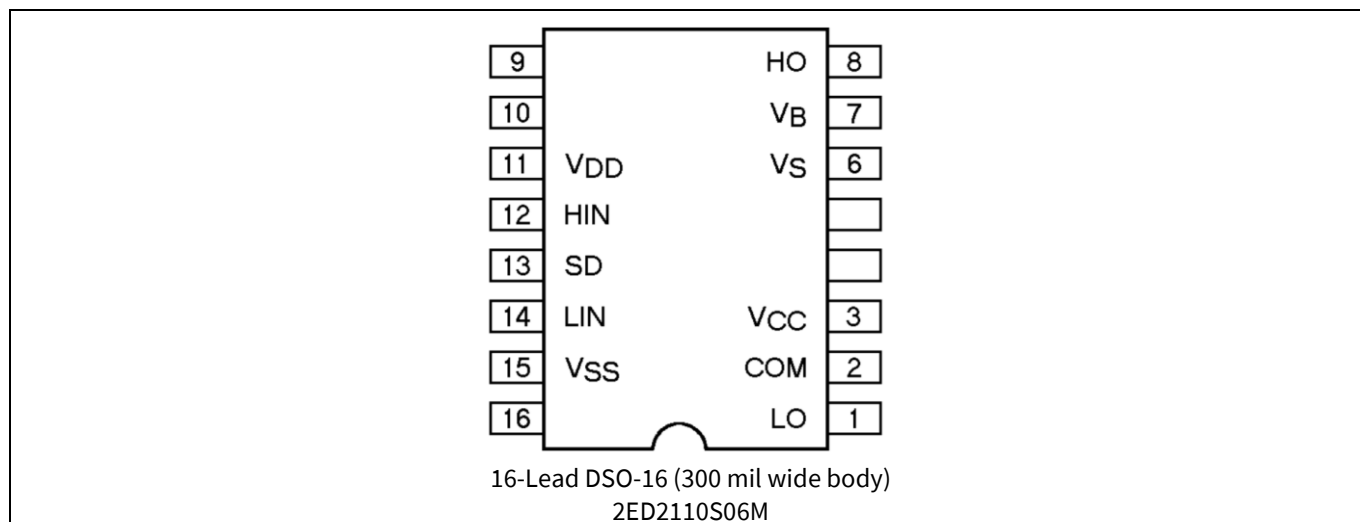 9 HO 8
10 VB 7
11 VDD VS 6
12 HIN
13 SD
14 LIN VCC 3
15 VSS COM 2
16 LO 1
16-Lead DSO-16 (300 mil wide body)
2ED2110S06M